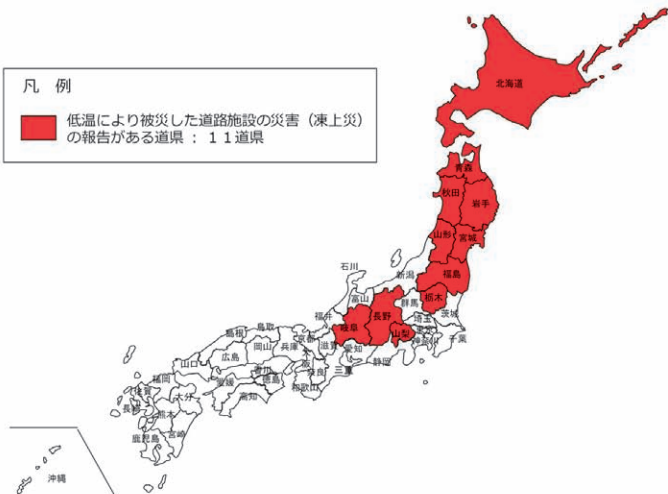 凡 例
低温により被災した道路施設の災害（凍上災）
の報告がある道県 ： １１道県
北海道
青森
秋田
岩手
山形
宮城
石川
新潟
福島
富山
群馬
栃木
福井
岐阜
長野
埼玉
茨城
山梨
神奈川
千葉
島根
鳥取
京都
滋賀
愛知
静岡
岡山
兵庫
三重
広島
山口
奈良
和歌山
福岡
愛媛
徳島
高知
佐賀
大分
長崎
熊本
宮崎
鹿児島
沖縄